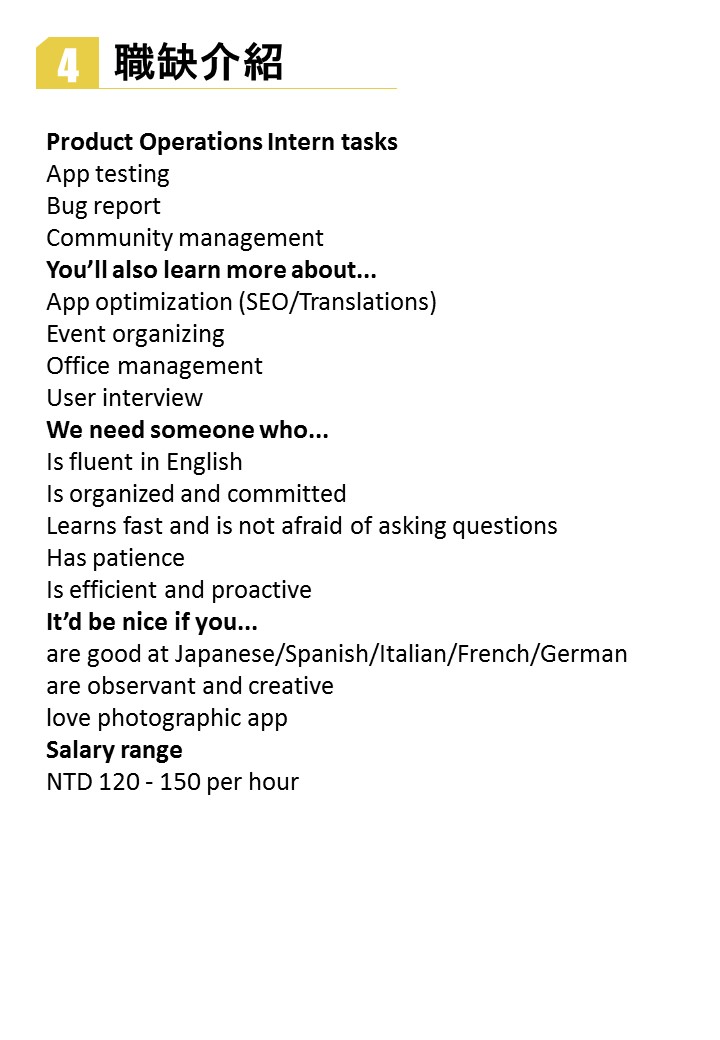 4 職缺介紹
Product Operations Intern tasks
App testing
Bug report
Community management
You’ll also learn more about...
App optimization (SEO/Translations)
Event organizing
Office management
User interview
We need someone who...
Is fluent in English
Is organized and committed
Learns fast and is not afraid of asking questions
Has patience
Is efficient and proactive
It’d be nice if you...
are good at Japanese/Spanish/Italian/French/German
are observant and creative
love photographic app
Salary range
NTD 120 - 150 per hour